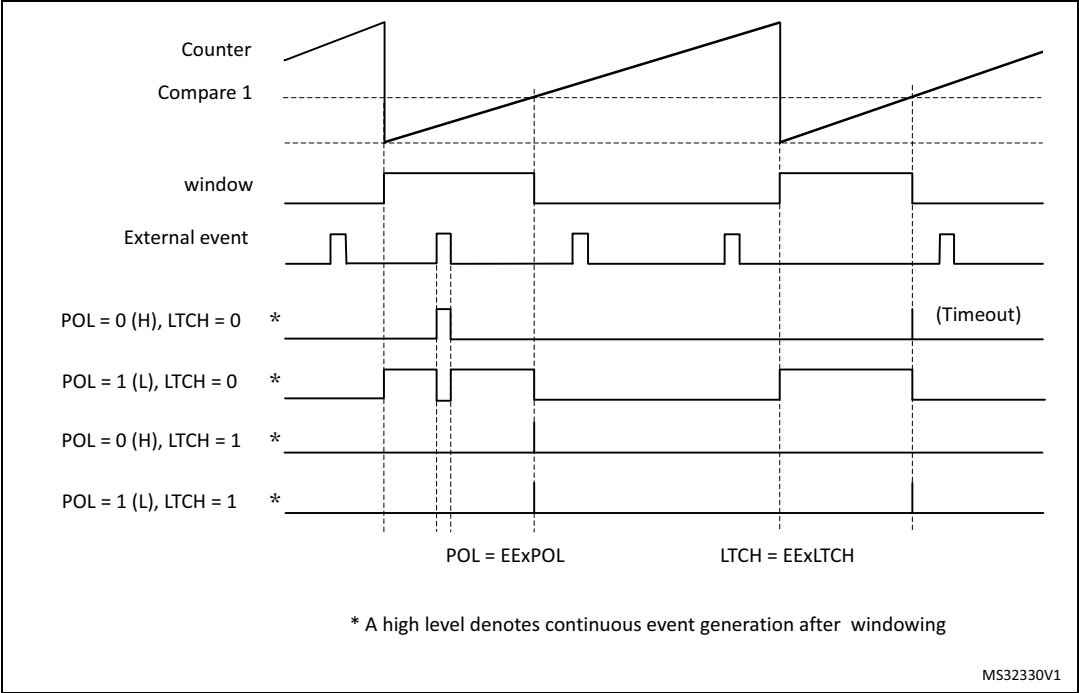 Counter
Compare 1
window
External event
POL = 0 (H), LTCH = 0 * (Timeout)
POL = 1 (L), LTCH = 0 *
POL = 0 (H), LTCH = 1 *
POL = 1 (L), LTCH = 1 *
POL = EExPOL LTCH = EExLTCH
* A high level denotes continuous event generation after windowing
MS32330V1